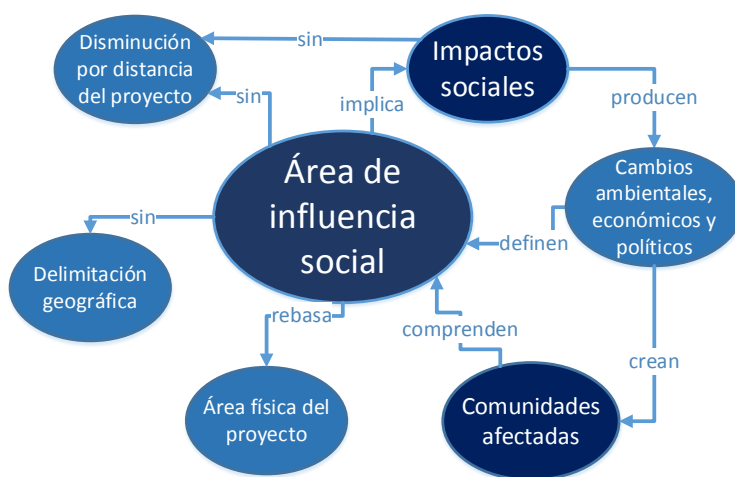 sin
Disminución
por distancia
del proyecto
Impactos
sociales
sin
implica
producen
Área de
influencia
social
Cambios
ambientales,
económicos y
políticos
sin
definen
Delimitación
geográfica
rebasa
comprenden
crean
Área física del
proyecto
Comunidades
afectadas